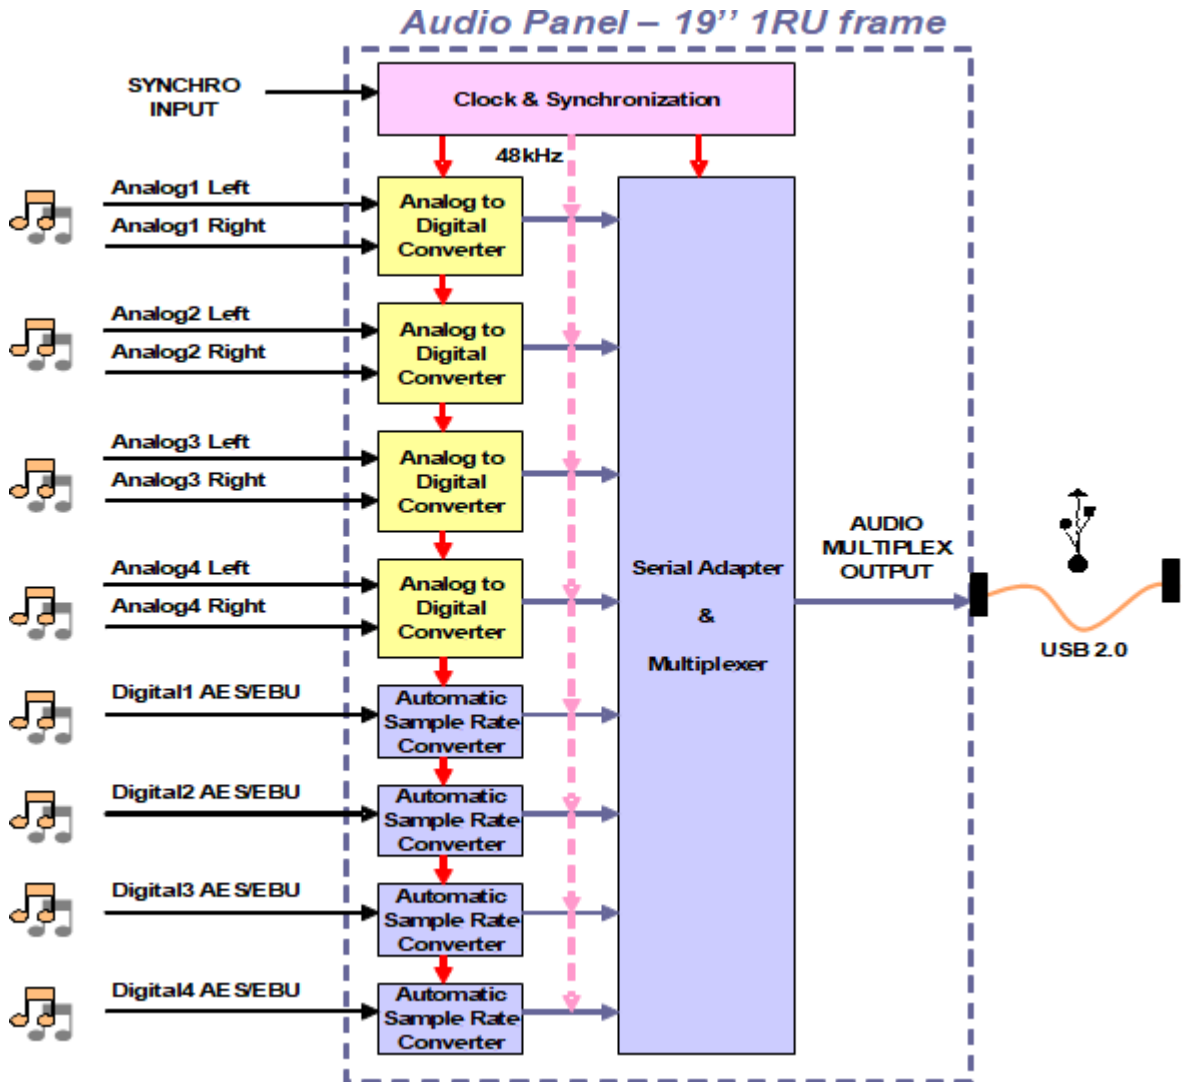 Audio Panel – 19’’ 1RU frame
SYNCHRO
INPUT
Clock & Synchronization
48kHz
Analog1 Left
Analog1 Right
Analog to
Digital
Converter
Analog2 Left
Analog2 Right
Analog to
Digital
Converter
Analog3 Left
Analog3 Right
Analog to
Digital
Converter
Analog4 Left
Analog4 Right
Analog to
Digital
Converter
Serial Adapter
&
Multiplexer
AUDIO
MULTIPLEX
OUTPUT
USB 2.0
Digital1 AES/EBU
Automatic
Sample Rate
Converter
Digital2 AES/EBU
Automatic
Sample Rate
Converter
Digital3 AES/EBU
Automatic
Sample Rate
Converter
Digital4 AES/EBU
Automatic
Sample Rate
Converter